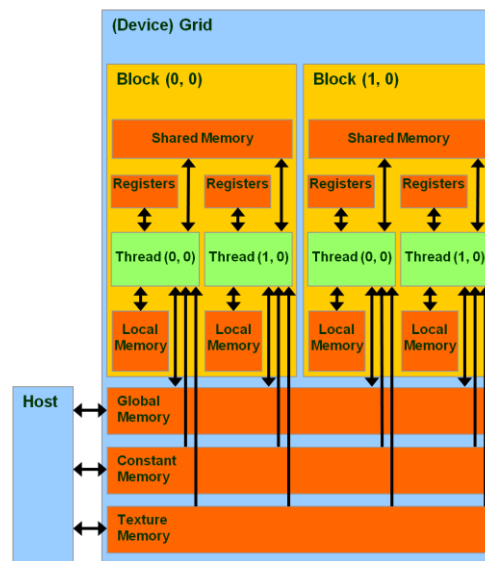 (Device) Grid
Block (0, 0)
Block (1, 0)
Shared Memory
Shared Memory
Registers
Registers
Registers
Registers
Thread (0, 0)
Thread (1, 0)
Thread (0, 0)
Thread (1, 0)
Local
Memory
Local
Memory
Local
Memory
Local
Memory
Host
Global
Memory
Constant
Memory
Texture
Memory